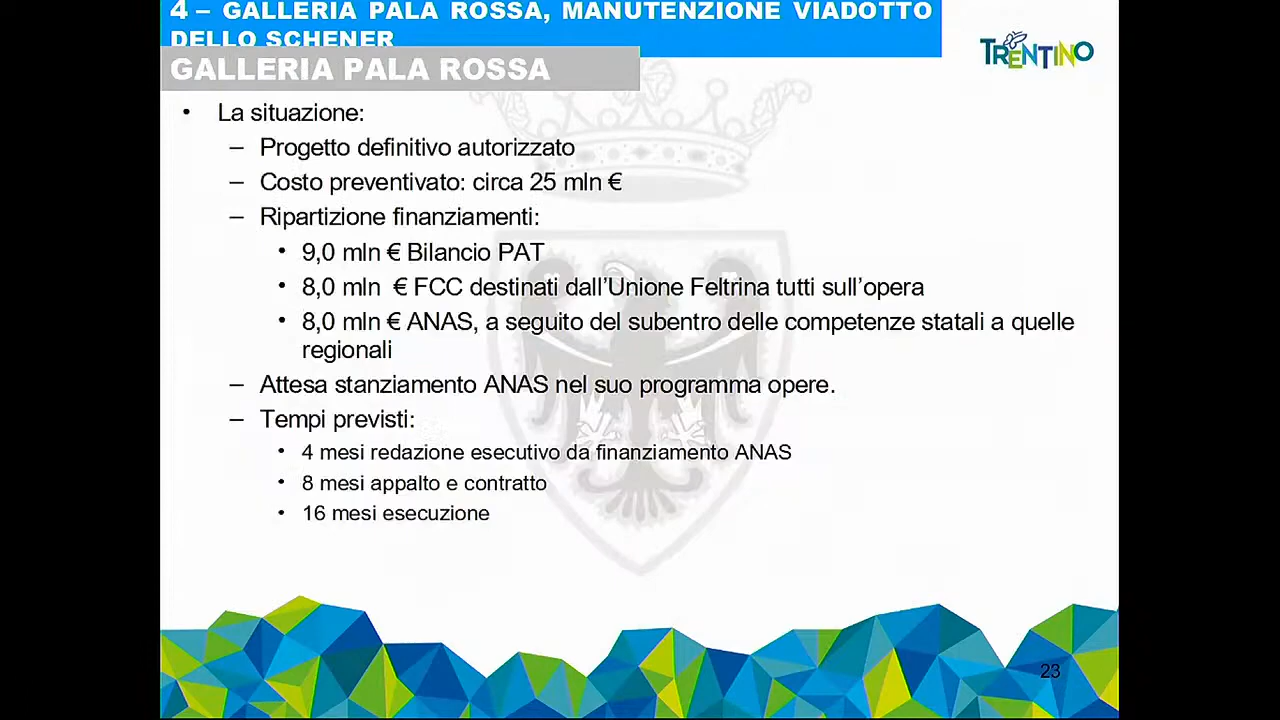 4 – GALLERIA PALA ROSSA, MANUTENZIONE VIADOTTO
DELLO SCHENER
TRENTINO
GALLERIA PALA ROSSA
• La situazione:
– Progetto definitivo autorizzato
– Costo preventivato: circa 25 mln €
– Ripartizione finanziamenti:
• 9,0 mln € Bilancio PAT
• 8,0 mln € FCC destinati dall’Unione Feltrina tutti sull’opera
• 8,0 mln € ANAS, a seguito del subentro delle competenze statali a quelle
regionali
– Attesa stanziamento ANAS nel suo programma opere.
– Tempi previsti:
• 4 mesi redazione esecutivo da finanziamento ANAS
• 8 mesi appalto e contratto
• 16 mesi esecuzione
23